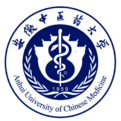 安徽中医药大学
1959
Anhui University of Chinese Medicine